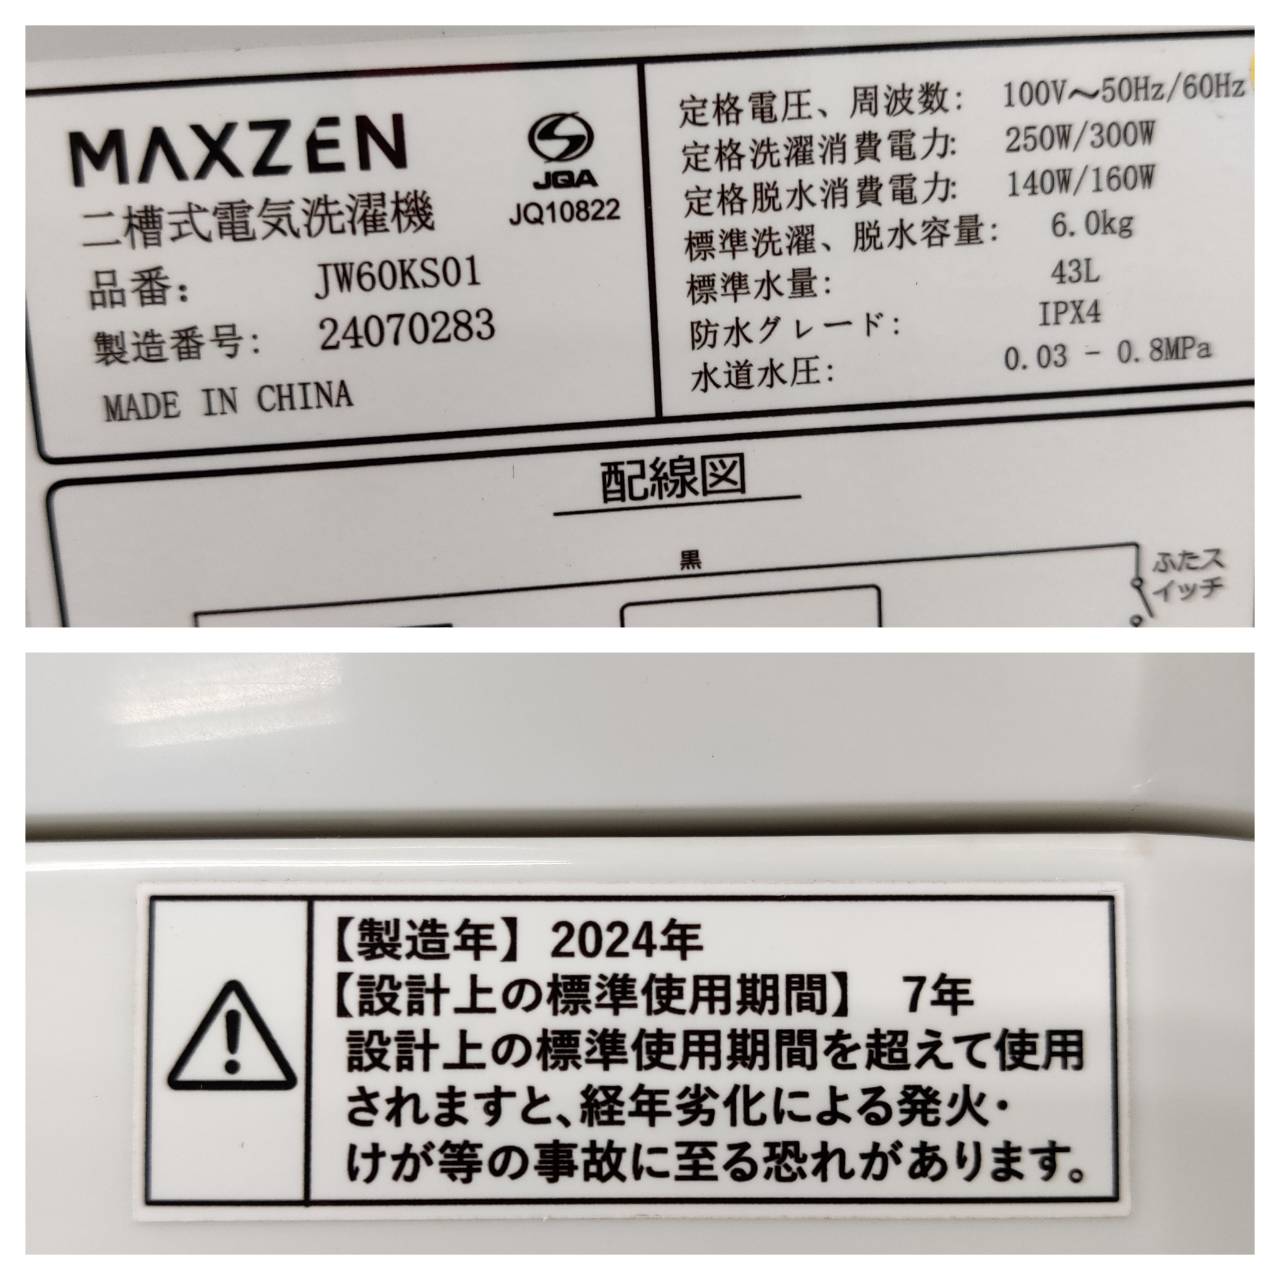 MAXZEN
二槽式電気洗濯機
品番: JW60KS01
製造番号: 24070283
MADE IN CHINA
JQA
JQ10822
定格電圧、周波数: 100V～50Hz/60Hz
定格洗濯消費電力: 250W/300W
定格脱水消費電力: 140W/160W
標準洗濯、脱水容量: 6.0kg
標準水量: 43L
防水グレード: IPX4
水道水圧: 0.03 - 0.8MPa
配線図
黒
ふたス
イッチ
【製造年】2024年
【設計上の標準使用期間】 7年
設計上の標準使用期間を超えて使用
されますと、経年劣化による発火・
けが等の事故に至る恐れがあります。